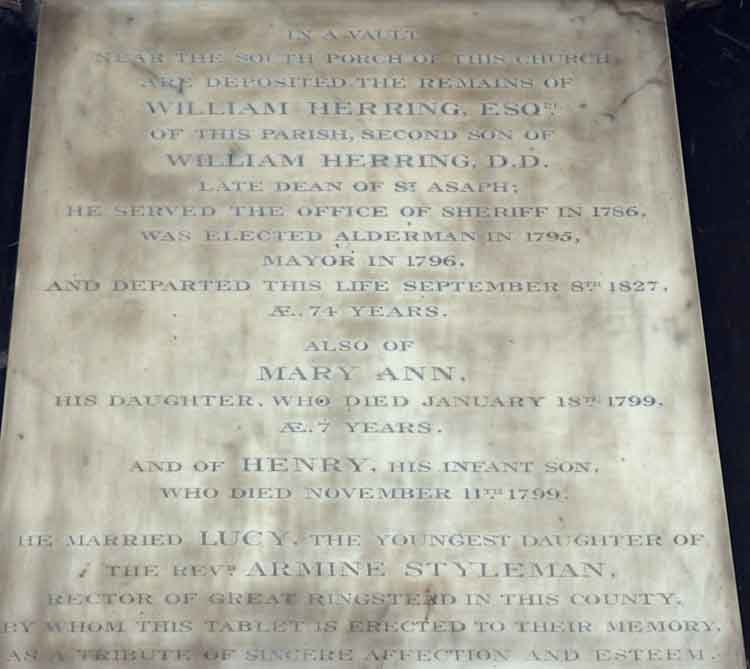 IN A VAULT
NEAR THE SOUTH PORCH OF THIS CHURCH
ARE DEPOSITED THE REMAINS OF
WILLIAM HERRING, ESQR.
OF THIS PARISH, SECOND SON OF
WILLIAM HERRING, D.D.
LATE DEAN OF ST. ASAPH;
HE SERVED THE OFFICE OF SHERIFF IN 1786,
WAS ELECTED ALDERMAN IN 1795,
MAYOR IN 1796,
AND DEPARTED THIS LIFE SEPTEMBER 8TH 1827,
Æ. 74 YEARS.
ALSO OF
MARY ANN,
HIS DAUGHTER, WHO DIED JANUARY 18TH 1799,
Æ. 7 YEARS.
AND OF HENRY, HIS INFANT SON,
WHO DIED NOVEMBER 11TH 1799.
HE MARRIED LUCY, THE YOUNGEST DAUGHTER OF
THE REVD. ARMINE STYLEMAN,
RECTOR OF GREAT RINGSTEAD IN THIS COUNTY,
BY WHOM THIS TABLET IS ERECTED TO THEIR MEMORY,
AS A TRIBUTE OF SINCERE AFFECTION AND ESTEEM.